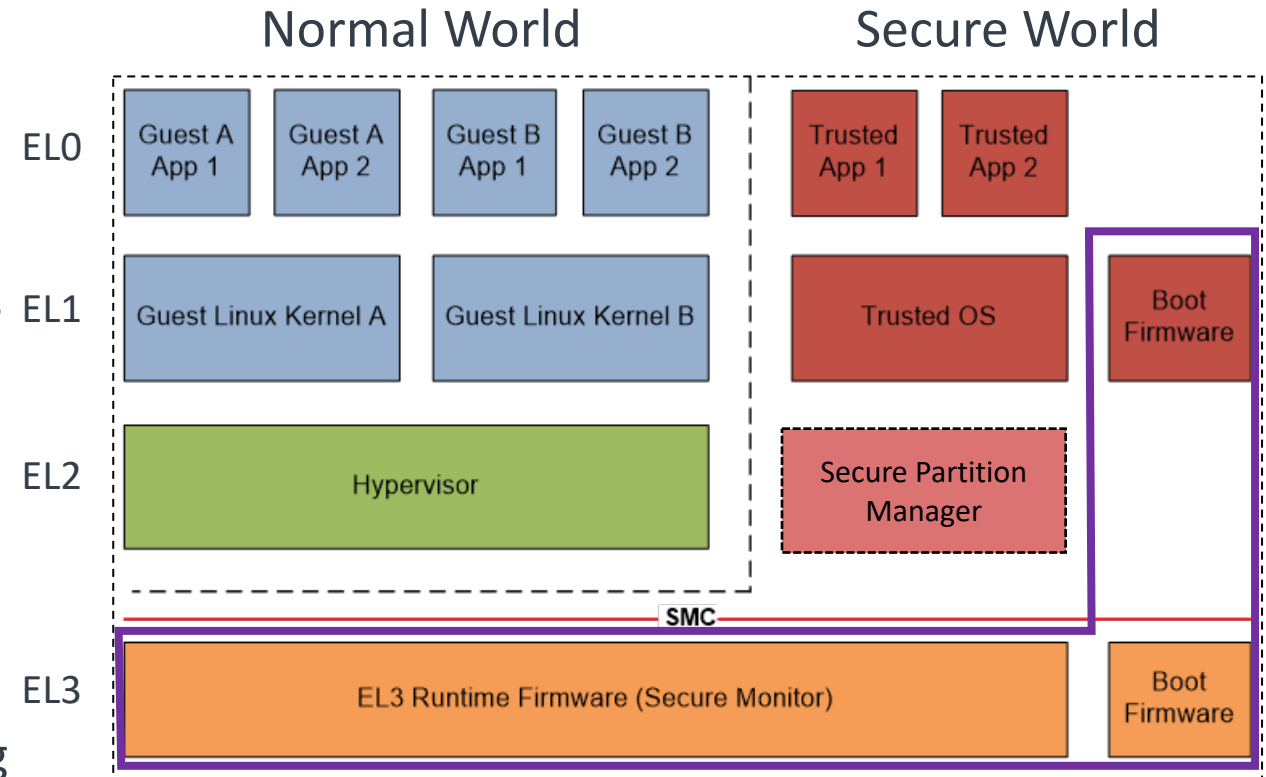 Normal World
Secure World
EL0
Guest A
App 1
Guest A
App 2
Guest B
App 1
Guest B
App 2
Trusted
App 1
Trusted
App 2
EL1
Guest Linux Kernel A
Guest Linux Kernel B
Trusted OS
Boot
Firmware
EL2
Hypervisor
Secure Partition
Manager
SMC
EL3
EL3 Runtime Firmware (Secure Monitor)
Boot
Firmware
g